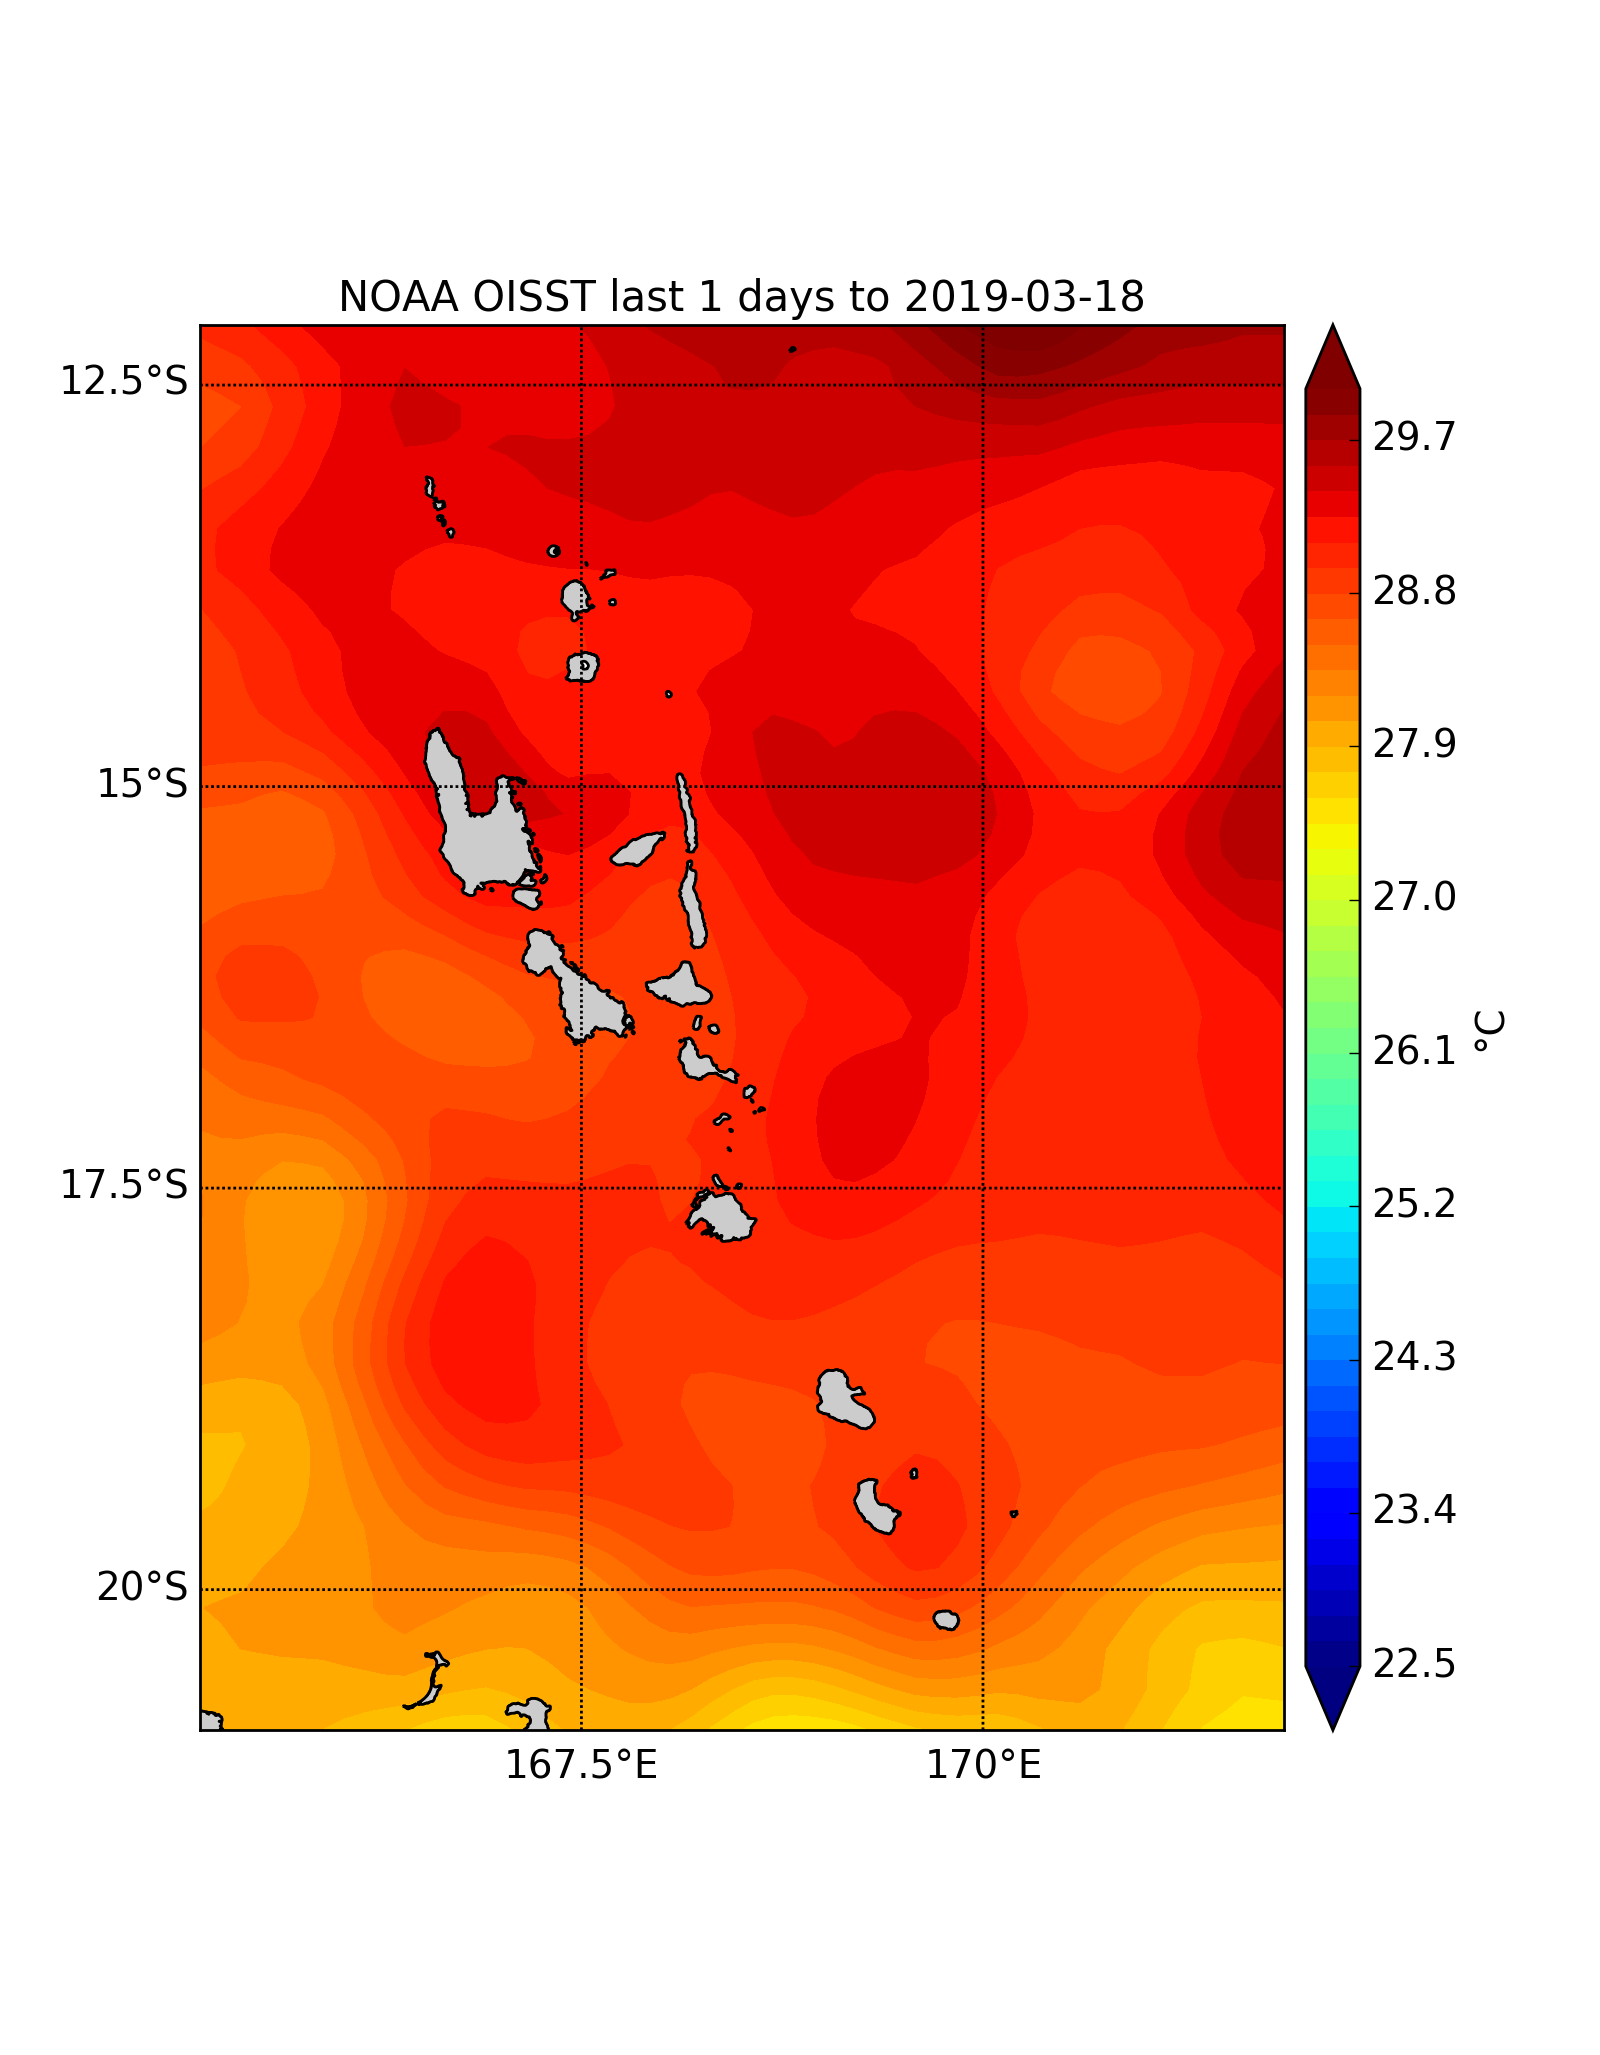 NOAA OISST last 1 days to 2019-03-18
12.5°S
15°S
17.5°S
20°S
167.5°E
170°E
29.7
28.8
27.9
27.0
26.1
25.2
24.3
23.4
22.5
°C